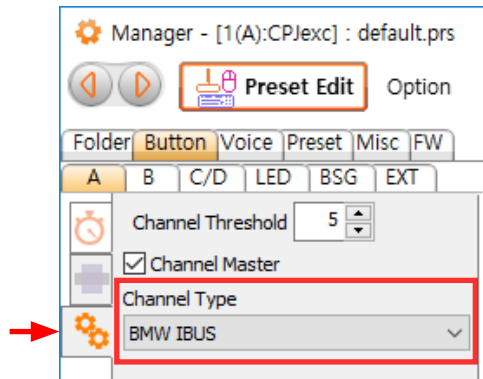 Manager - [1(A):CPJexc] : default.prs
Preset Edit Option
Folder Button Voice Preset Misc FW
A B C/D LED BSG EXT
Channel Threshold 5
Channel Master
Channel Type
BMW IBUS